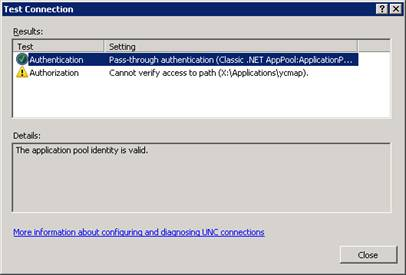 Test Connection
Results:
Test Setting
Authentication Pass-through authentication (Classic .NET AppPool:ApplicationP...
Authorization Cannot verify access to path (X:\Applications\ycmap).
Details:
The application pool identity is valid.
More information about configuring and diagnosing UNC connections
Close